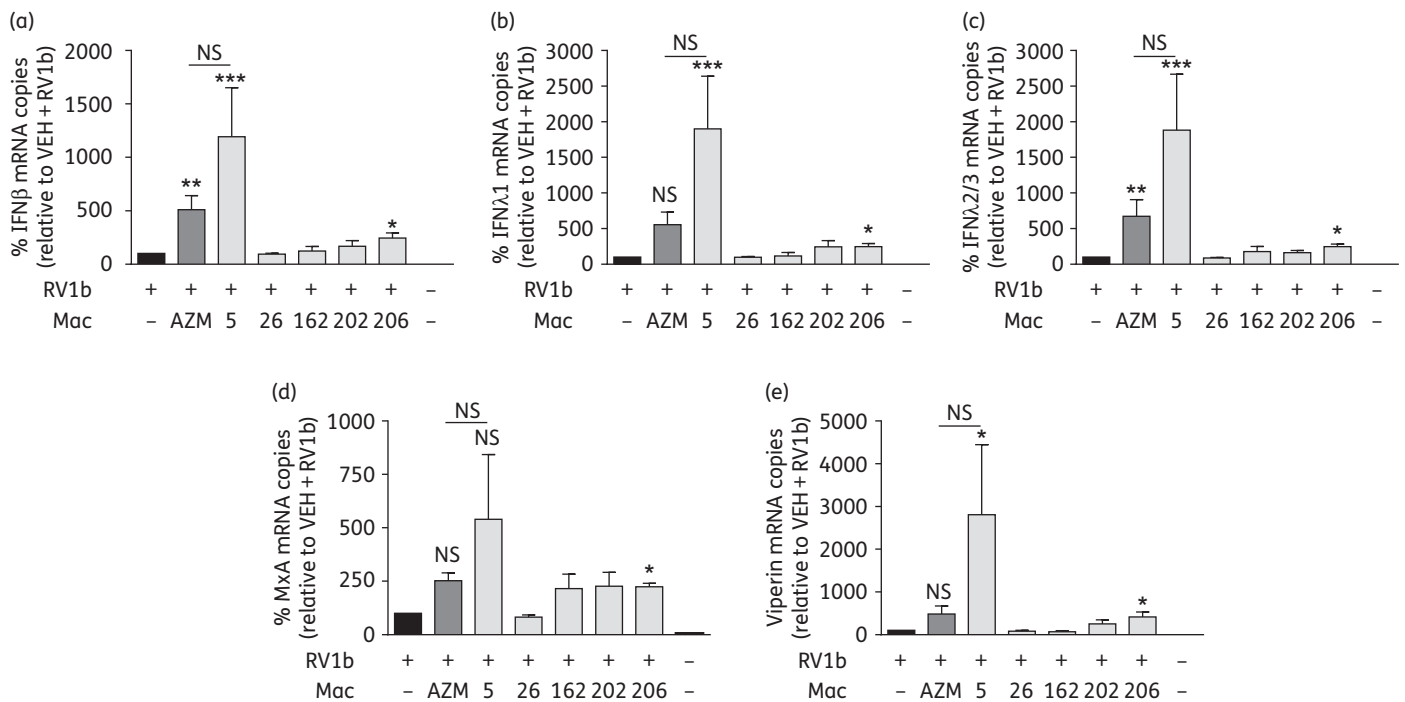 (a)
% IFNβ mRNA copies
(relative to VEH + RV1b)
2000
1500
1000
500
0
NS
**
***
*
RV1b + + + + + + + –
Mac – AZM 5 26 162 202 206 –
(b)
% IFNλ1 mRNA copies
(relative to VEH + RV1b)
3000
2500
2000
1500
1000
500
0
NS
NS
***
*
RV1b + + + + + + + –
Mac – AZM 5 26 162 202 206 –
(c)
% IFNλ2/3 mRNA copies
(relative to VEH + RV1b)
3000
2500
2000
1500
1000
500
0
NS
**
***
*
RV1b + + + + + + + –
Mac – AZM 5 26 162 202 206 –
(d)
% MxA mRNA copies
(relative to VEH + RV1b)
1000
750
500
250
0
NS
NS
NS
*
RV1b + + + + + + + –
Mac – AZM 5 26 162 202 206 –
(e)
Viperin mRNA copies
(relative to VEH + RV1b)
5000
4000
3000
2000
1000
0
NS
NS
*
*
RV1b + + + + + + + –
Mac – AZM 5 26 162 202 206 –